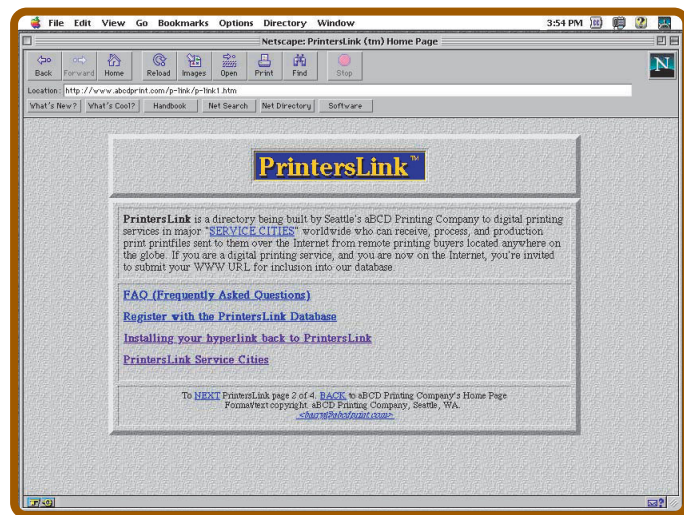 File Edit View Go Bookmarks Options Directory Window 3:54 PM
Netscape: PrintersLink (tm) Home Page
Back Forward Home Reload Images Open Print Find Stop
N
Location: http://www.abcdprint.com/p-link/p-link1.htm
What's New? What's Cool? Handbook Net Search Net Directory Software
PrintersLink™
PrintersLink is a directory being built by Seattle's aBCD Printing Company to digital printing
services in major "SERVICE CITIES" worldwide who can receive, process, and production
print printfiles sent to them over the Internet from remote printing buyers located anywhere on
the globe. If you are a digital printing service, and you are now on the Internet, you're invited
to submit your WWW URL for inclusion into our database.
FAQ (Frequently Asked Questions)
Register with the PrintersLink Database
Installing your hyperlink back to PrintersLink
PrintersLink Service Cities
To NEXT PrintersLink page 2 of 4. BACK to aBCD Printing Company's Home Page
Format/text copyright. aBCD Printing Company, Seattle, WA.